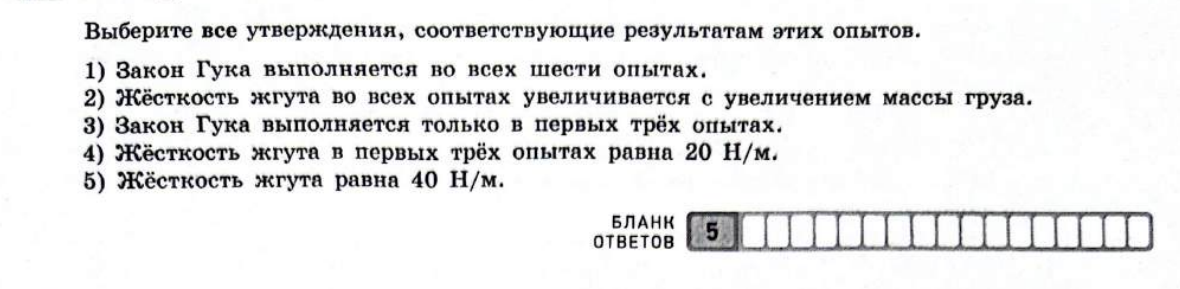 Выберите все утверждения, соответствующие результатам этих опытов.
1) Закон Гука выполняется во всех шести опытах.
2) Жёсткость жгута во всех опытах увеличивается с увеличением массы груза.
3) Закон Гука выполняется только в первых трёх опытах.
4) Жёсткость жгута в первых трёх опытах равна 20 Н/м.
5) Жёсткость жгута равна 40 Н/м.
БЛАНК
ОТВЕТОВ 5